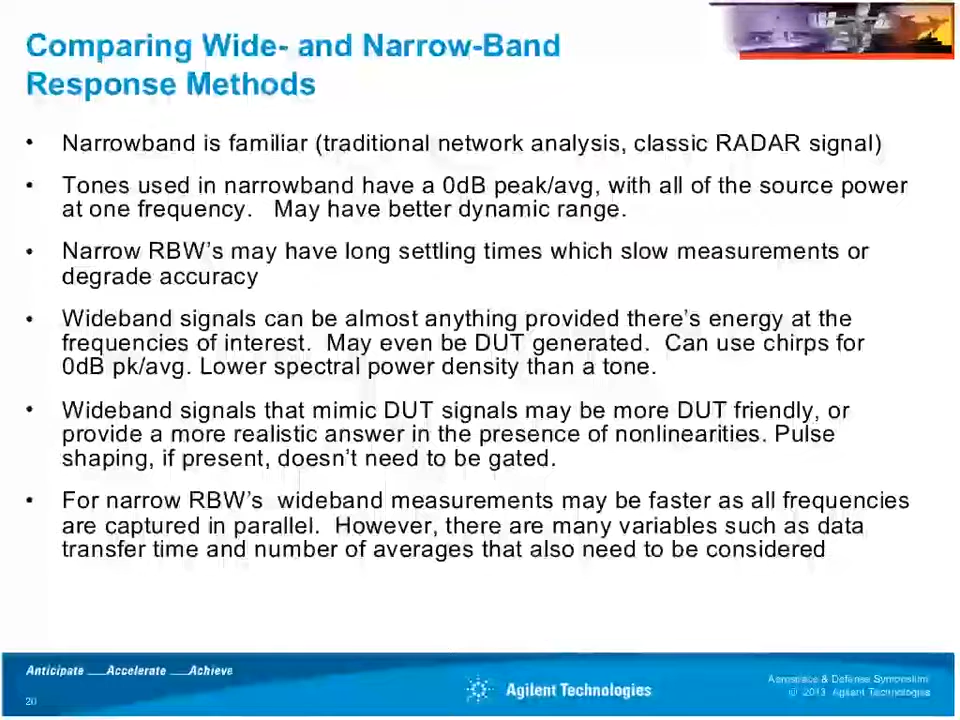 Comparing Wide- and Narrow-Band
Response Methods
• Narrowband is familiar (traditional network analysis, classic RADAR signal)
• Tones used in narrowband have a 0dB peak/avg, with all of the source power
at one frequency. May have better dynamic range.
• Narrow RBW's may have long settling times which slow measurements or
degrade accuracy
• Wideband signals can be almost anything provided there's energy at the
frequencies of interest. May even be DUT generated. Can use chirps for
0dB pk/avg. Lower spectral power density than a tone.
• Wideband signals that mimic DUT signals may be more DUT friendly, or
provide a more realistic answer in the presence of nonlinearities. Pulse
shaping, if present, doesn't need to be gated.
• For narrow RBW's wideband measurements may be faster as all frequencies
are captured in parallel. However, there are many variables such as data
transfer time and number of averages that also need to be considered
Anticipate __Accelerate __Achieve
Agilent Technologies
Aerospace & Defense Symposium
© 2013 Agilent Technologies
20